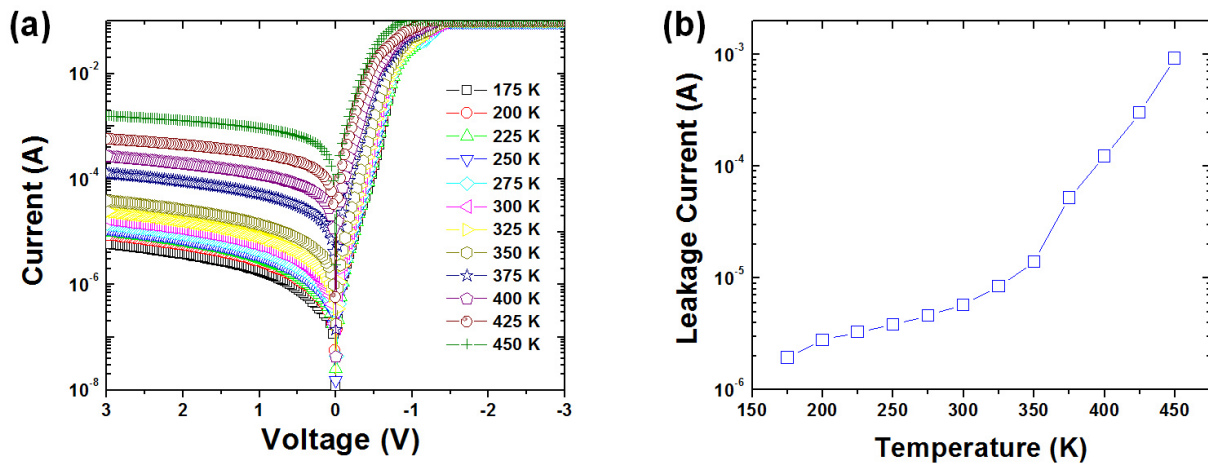 (a)
10^-2
10^-4
10^-6
10^-8
Current (A)
3 2 1 0 -1 -2 -3
Voltage (V)
175 K
200 K
225 K
250 K
275 K
300 K
325 K
350 K
375 K
400 K
425 K
450 K
(b)
10^-3
10^-4
10^-5
10^-6
Leakage Current (A)
150 200 250 300 350 400 450
Temperature (K)